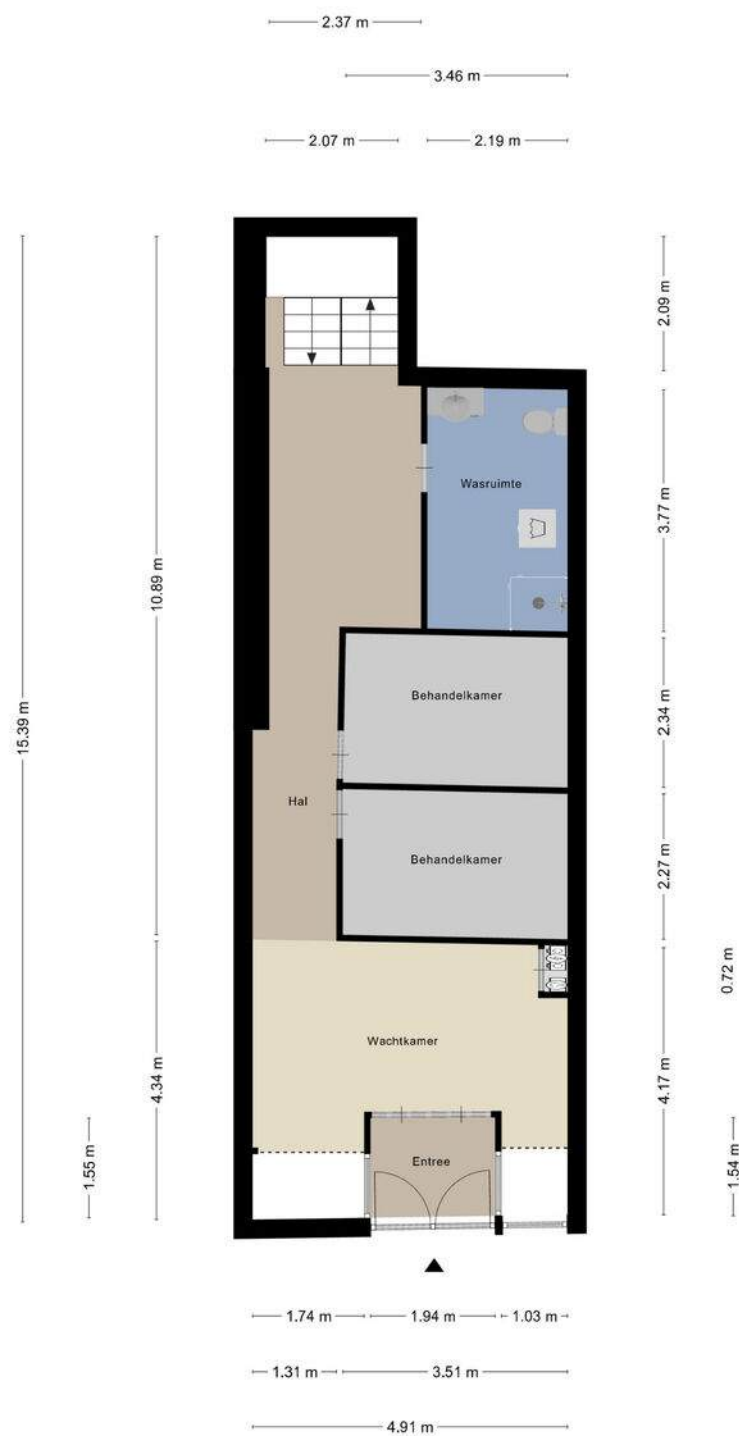 2.37 m
3.46 m
2.07 m
2.19 m
2.09 m
Wasruimte
3.77 m
10.89 m
Behandelkamer
2.34 m
15.39 m
Hal
Behandelkamer
2.27 m
0.72 m
Wachtkamer
4.34 m
4.17 m
1.55 m
Entree
1.54 m
1.74 m
1.94 m
1.03 m
1.31 m
3.51 m
4.91 m